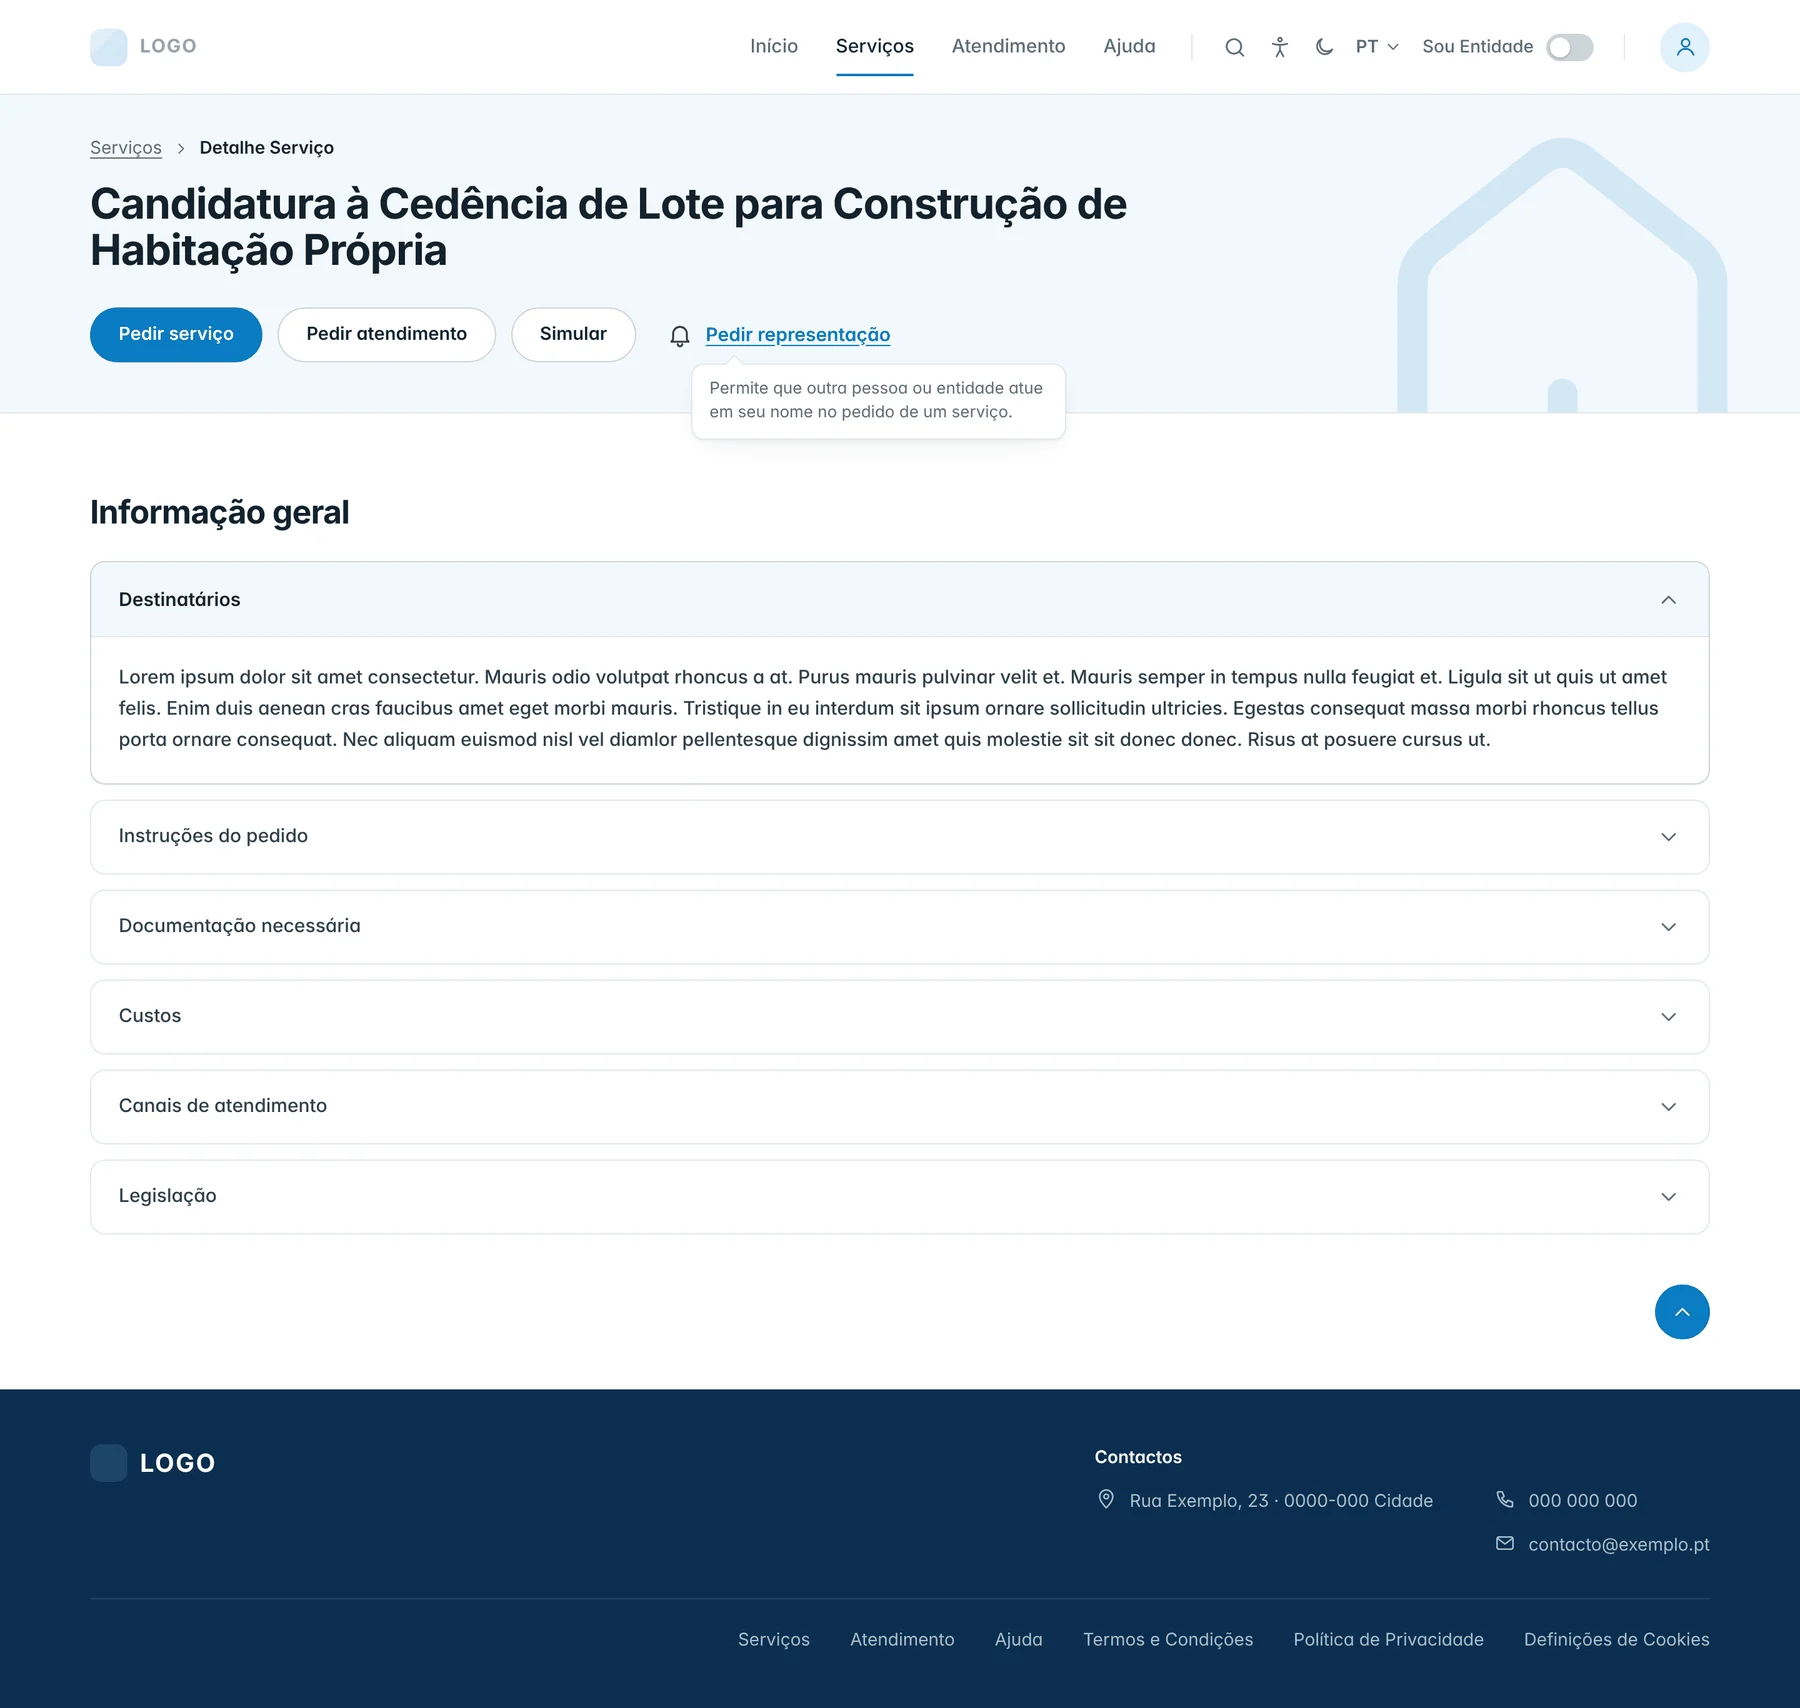 LOGO
Início
Serviços
Atendimento
Ajuda
PT
Sou Entidade
Serviços
Detalhe Serviço
Candidatura à Cedência de Lote para Construção de
Habitação Própria
Pedir serviço
Pedir atendimento
Simular
Pedir representação
Permite que outra pessoa ou entidade atue
em seu nome no pedido de um serviço.
Informação geral
Destinatários
Lorem ipsum dolor sit amet consectetur. Mauris odio volutpat rhoncus a at. Purus mauris pulvinar velit et. Mauris semper in tempus nulla feugiat et. Ligula sit ut quis ut amet
felis. Enim duis aenean cras faucibus amet eget morbi mauris. Tristique in eu interdum sit ipsum ornare sollicitudin ultricies. Egestas consequat massa morbi rhoncus tellus
porta ornare consequat. Nec aliquam euismod nisl vel diamlor pellentesque dignissim amet quis molestie sit sit donec donec. Risus at posuere cursus ut.
Instruções do pedido
Documentação necessária
Custos
Canais de atendimento
Legislação
LOGO
Contactos
Rua Exemplo, 23 · 0000-000 Cidade
000 000 000
contacto@exemplo.pt
Serviços
Atendimento
Ajuda
Termos e Condições
Política de Privacidade
Definições de Cookies